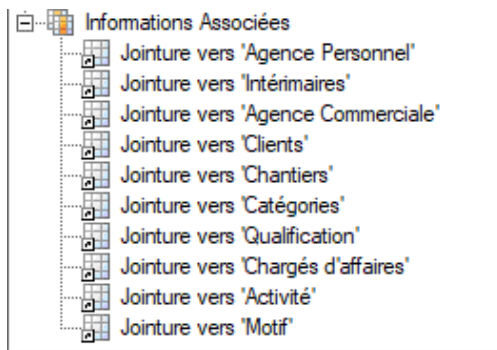 Informations Associées
Jointure vers 'Agence Personnel'
Jointure vers 'Intérimaires'
Jointure vers 'Agence Commerciale'
Jointure vers 'Clients'
Jointure vers 'Chantiers'
Jointure vers 'Catégories'
Jointure vers 'Qualification'
Jointure vers 'Chargés d'affaires'
Jointure vers 'Activité'
Jointure vers 'Motif'